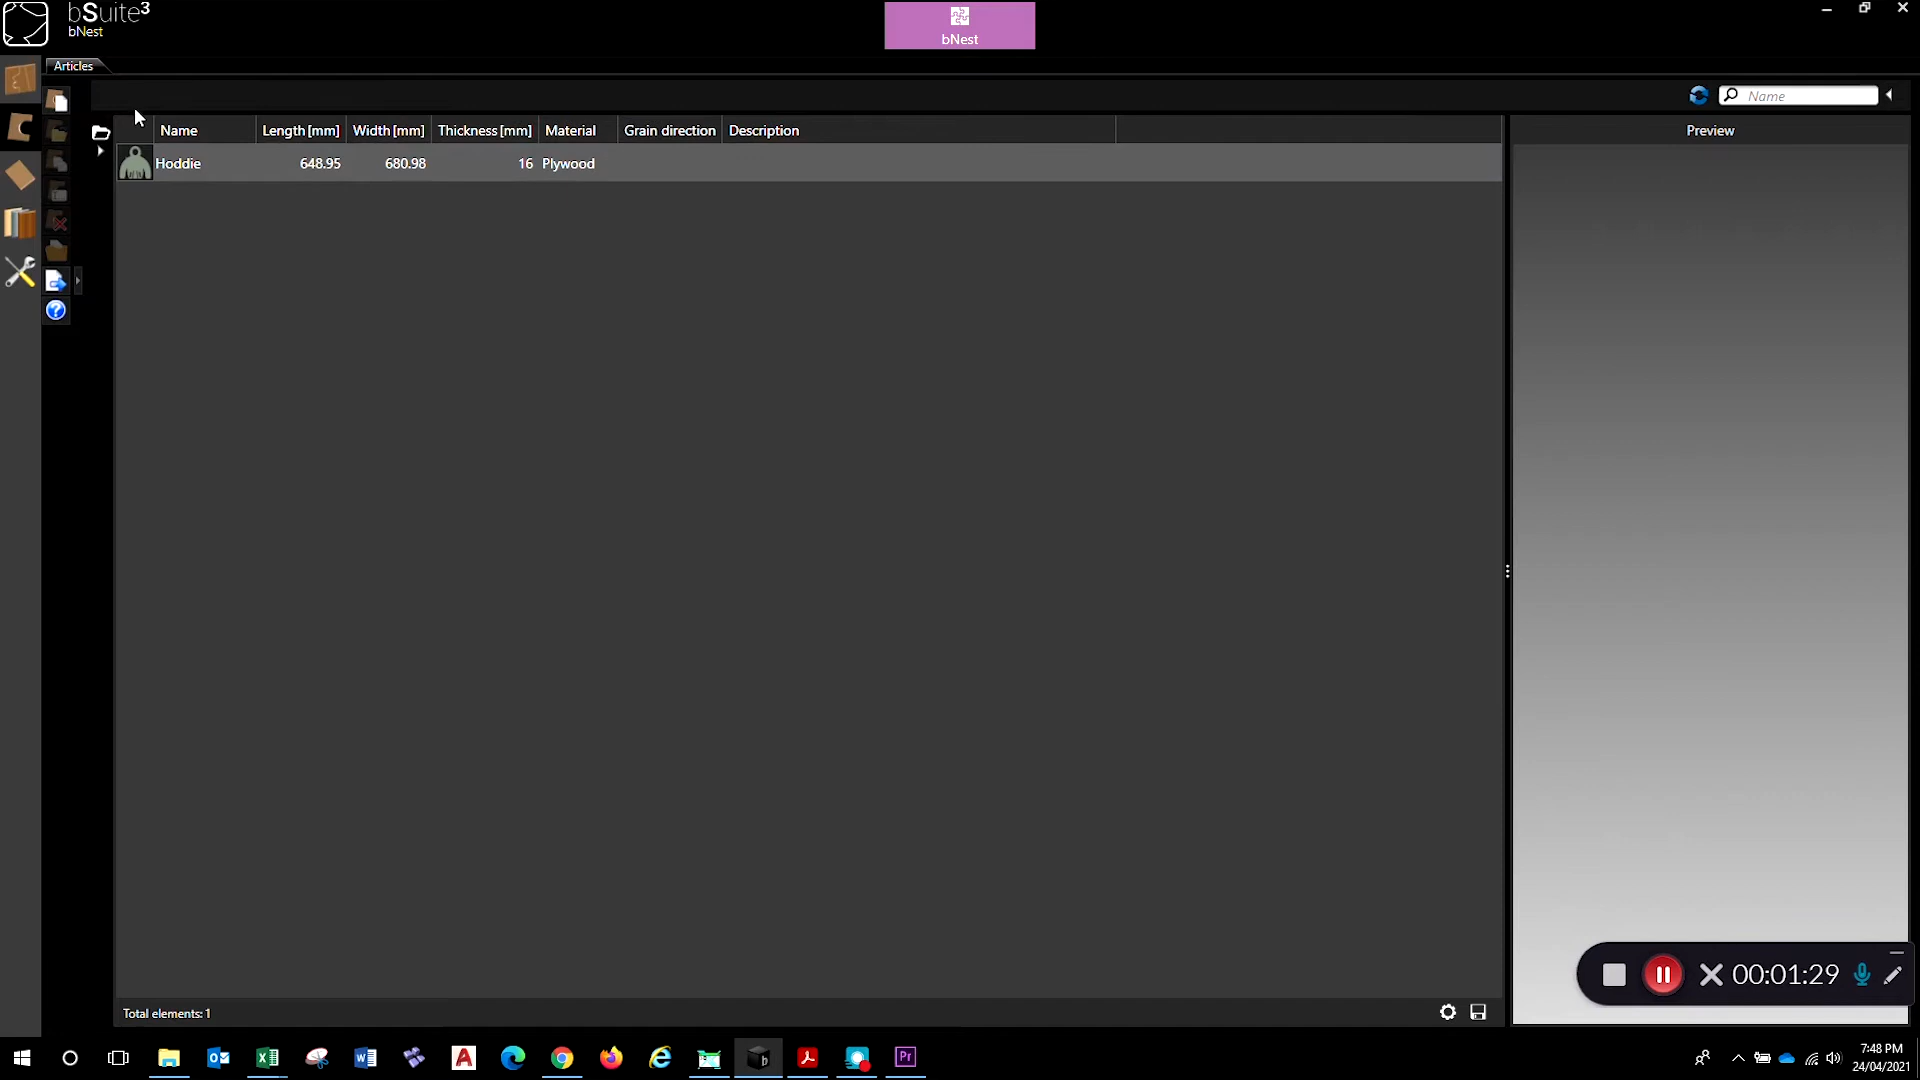 bSuite³
bNest
bNest
Articles
Name
Name Length [mm] Width [mm] Thickness [mm] Material Grain direction Description
Preview
Hoddie 648.95 680.98 16 Plywood
00:01:29
Total elements: 1
7:48 PM
24/04/2021